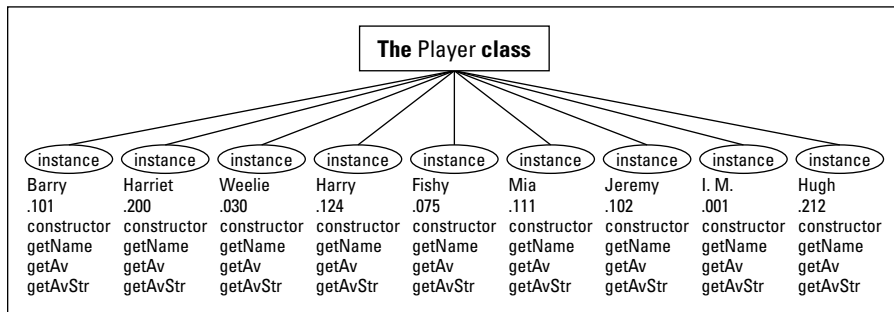 The Player class
instance instance instance instance instance instance instance instance instance
Barry Harriet Weelie Harry Fishy Mia Jeremy I. M. Hugh
.101 .200 .030 .124 .075 .111 .102 .001 .212
constructor constructor constructor constructor constructor constructor constructor constructor constructor
getName getName getName getName getName getName getName getName getName
getAv getAv getAv getAv getAv getAv getAv getAv getAv
getAvStr getAvStr getAvStr getAvStr getAvStr getAvStr getAvStr getAvStr getAvStr